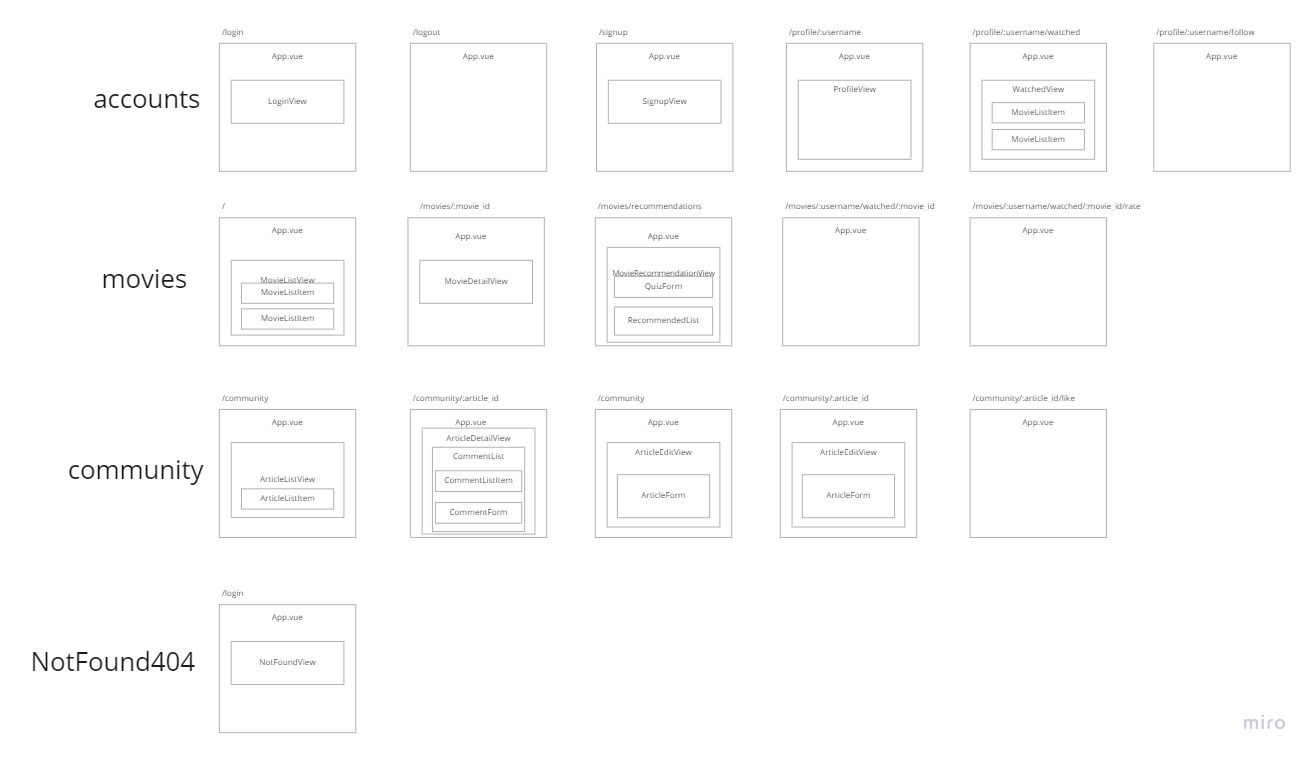 accounts
/login
App.vue
LoginView
/logout
App.vue
/signup
App.vue
SignupView
/profile/:username
App.vue
ProfileView
/profile/:username/watched
App.vue
WatchedView
MovieListItem
MovieListItem
/profile/:username/follow
App.vue
movies
/
App.vue
MovieListView
MovieListItem
MovieListItem
/movies/:movie_id
App.vue
MovieDetailView
/movies/recommendations
App.vue
MovieRecommendationView
QuizForm
RecommendedList
/movies/:username/watched/:movie_id
App.vue
/movies/:username/watched/:movie_id/rate
App.vue
community
/community
App.vue
ArticleListView
ArticleListItem
/community/:article_id
App.vue
ArticleDetailView
CommentList
CommentListItem
CommentForm
/community
App.vue
ArticleEditView
ArticleForm
/community/:article_id
App.vue
ArticleEditView
ArticleForm
/community/:article_id/like
App.vue
NotFound404
/login
App.vue
NotFoundView
miro